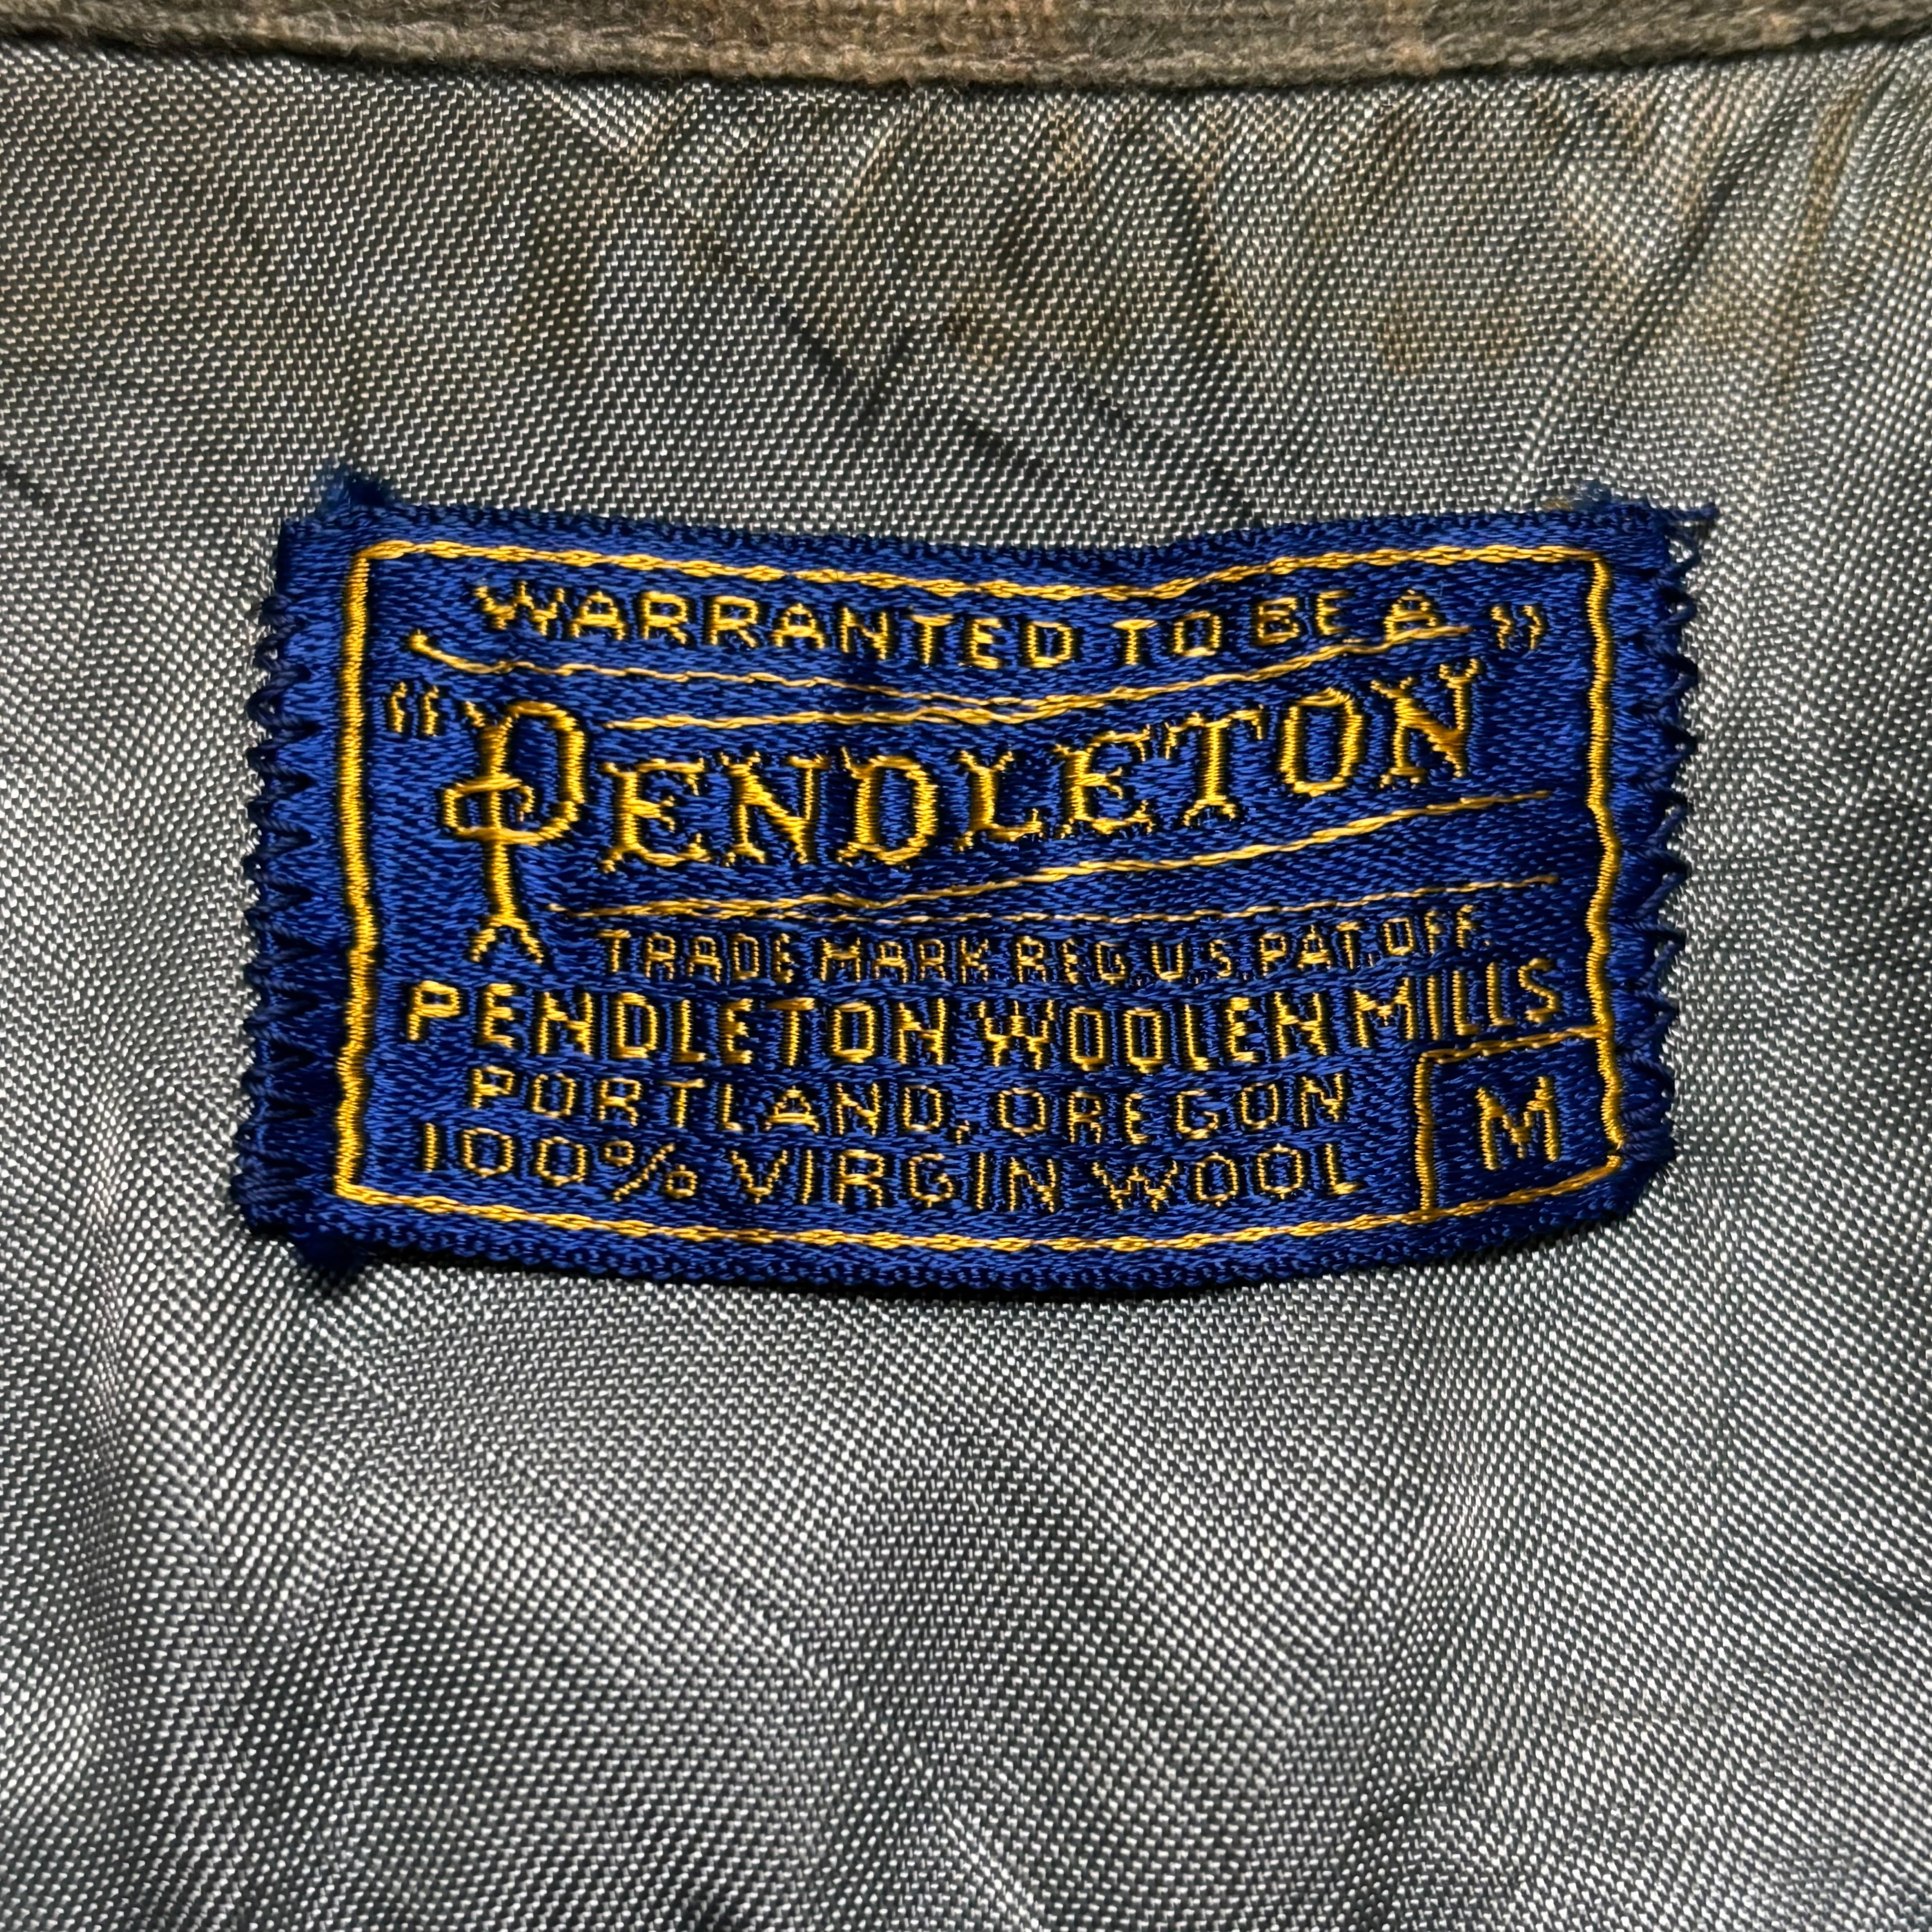 WARRANTED TO BE A
“PENDLETON”
TRADE MARK REG. U.S. PAT. OFF.
PENDLETON WOOLEN MILLS
PORTLAND, OREGON
100% VIRGIN WOOL
M